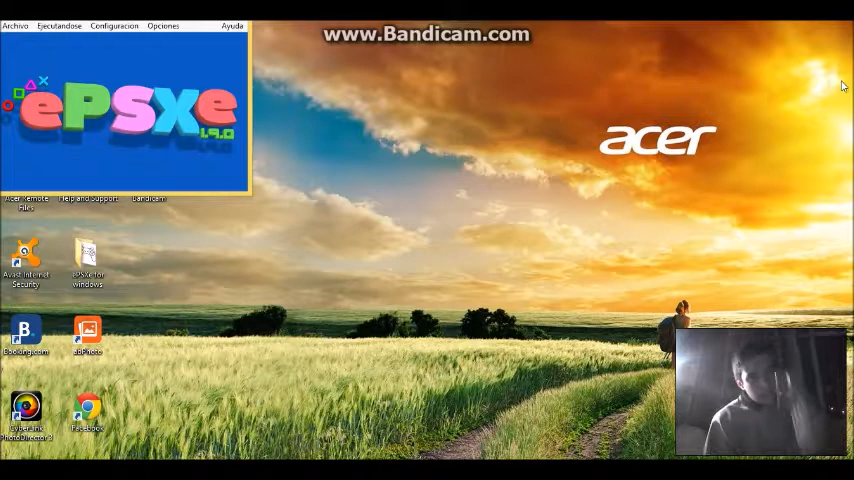 www.Bandicam.com
Archivo Ejecutandose Configuracion Opciones Ayuda
ePSXe
1.9.0
acer
Acer Remote Files
Help and Support
Bandicam
Avast Internet Security
ePSXe for windows
Booking.com
abPhoto
CyberLink PhotoDirector 3
Facebook